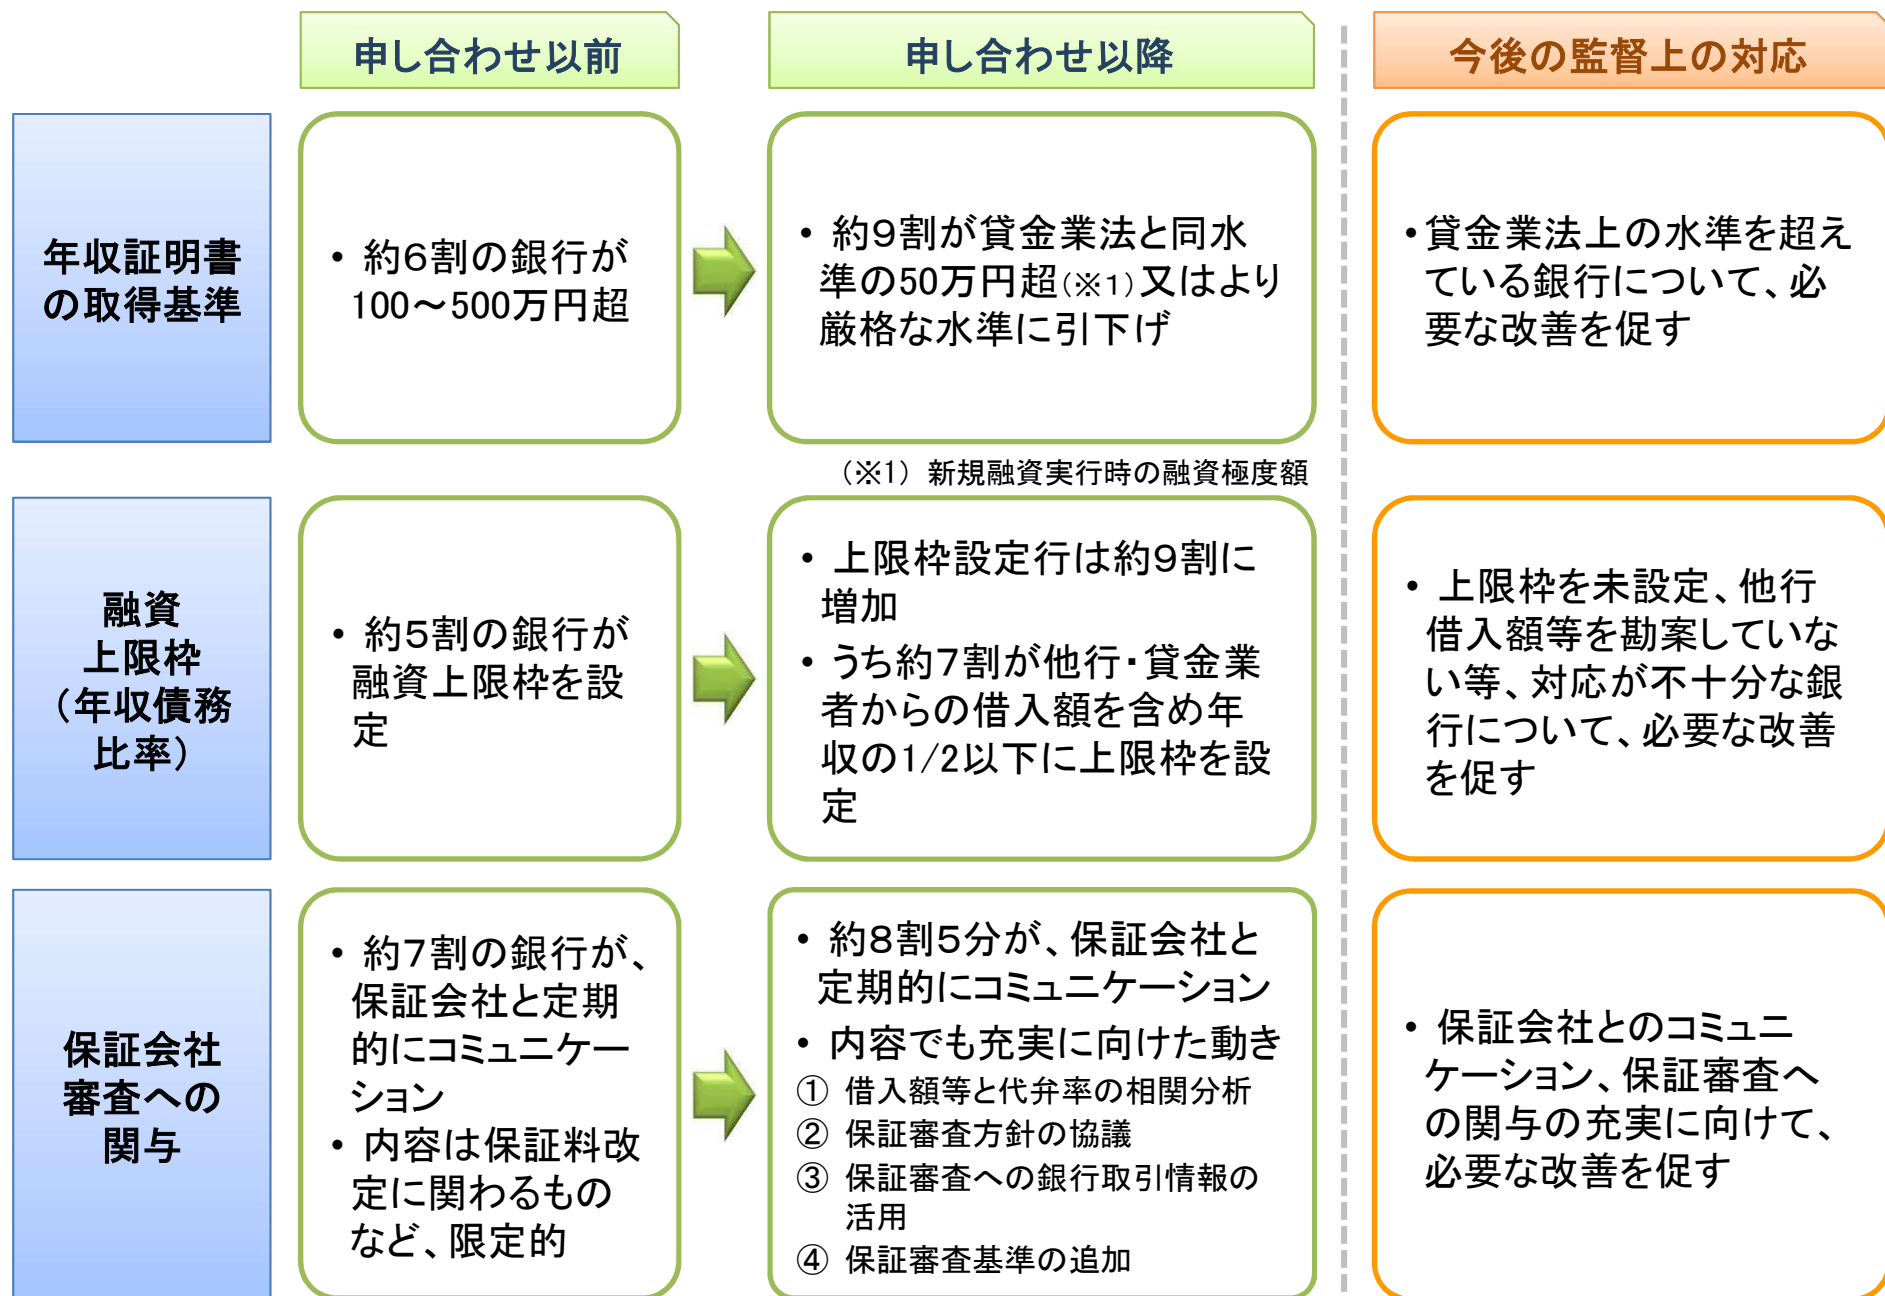 申し合わせ以前
申し合わせ以降
今後の監督上の対応
年収証明書
の取得基準
• 約6割の銀行が
100～500万円超
• 約9割が貸金業法と同水
準の50万円超(※1)又はより
厳格な水準に引下げ
•貸金業法上の水準を超え
ている銀行について、必
要な改善を促す
（※1） 新規融資実行時の融資極度額
融資
上限枠
（年収債務
比率）
• 約5割の銀行が
融資上限枠を設
定
• 上限枠設定行は約9割に
増加
• うち約7割が他行・貸金業
者からの借入額を含め年
収の1/2以下に上限枠を設
定
• 上限枠を未設定、他行
借入額等を勘案していな
い等、対応が不十分な銀
行について、必要な改善
を促す
保証会社
審査への
関与
• 約7割の銀行が、
保証会社と定期
的にコミュニケー
ション
• 内容は保証料改
定に関わるもの
など、限定的
• 約8割5分が、保証会社と
定期的にコミュニケーション
• 内容でも充実に向けた動き
① 借入額等と代弁率の相関分析
② 保証審査方針の協議
③ 保証審査への銀行取引情報の
活用
④ 保証審査基準の追加
• 保証会社とのコミュニ
ケーション、保証審査へ
の関与の充実に向けて、
必要な改善を促す